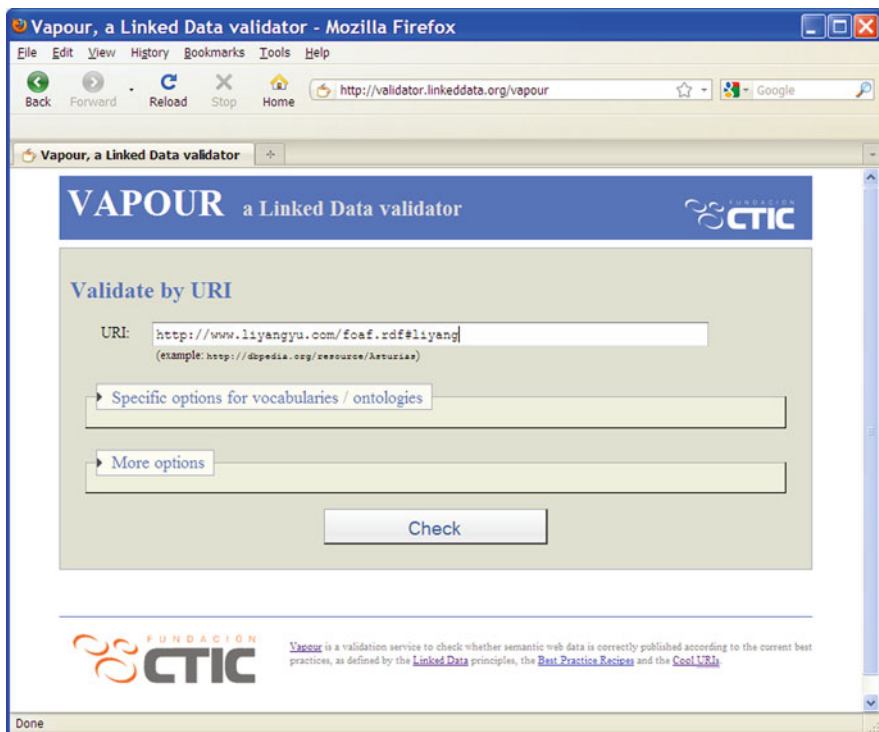 Vapour, a Linked Data validator - Mozilla Firefox
File Edit View History Bookmarks Tools Help
Back Forward Reload Stop Home http://validator.linkeddata.org/vapour Google
Vapour, a Linked Data validator
VAPOUR a Linked Data validator FUNDACIÓN CTIC
Validate by URI
URI: http://www.liyangyu.com/foaf.rdf#liyang
(example: http://dbpedia.org/resource/Asturias)
Specific options for vocabularies / ontologies
More options
Check
FUNDACIÓN
CTIC
Vapour is a validation service to check whether semantic web data is correctly published according to the current best
practices, as defined by the Linked Data principles, the Best Practice Recipes and the Cool URIs.
Done